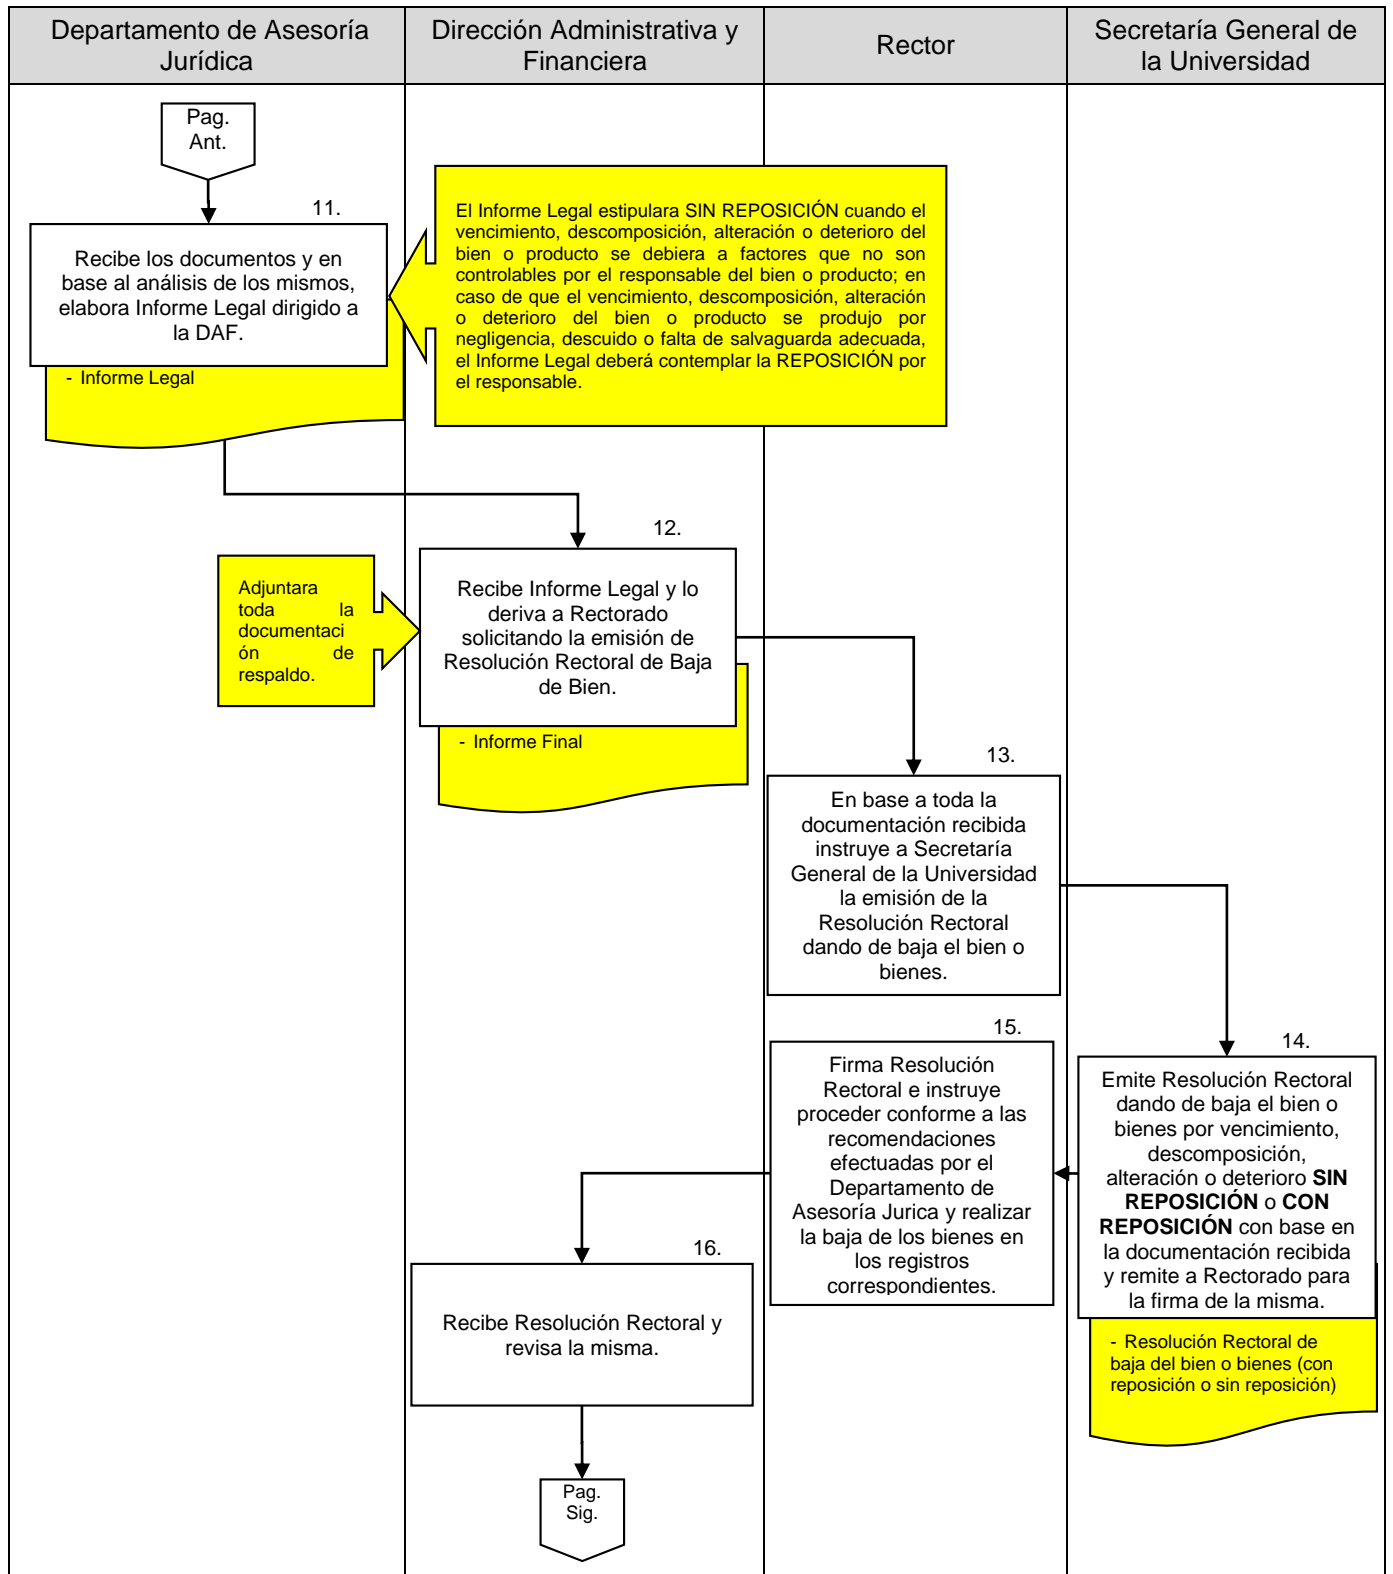 Departamento de Asesoría
Jurídica
Dirección Administrativa y
Financiera
Rector
Secretaría General de
la Universidad
Pag.
Ant.
11.
Recibe los documentos y en
base al análisis de los mismos,
elabora Informe Legal dirigido a
la DAF.
- Informe Legal
El Informe Legal estipulara SIN REPOSICIÓN cuando el
vencimiento, descomposición, alteración o deterioro del
bien o producto se debiera a factores que no son
controlables por el responsable del bien o producto; en
caso de que el vencimiento, descomposición, alteración
o deterioro del bien o producto se produjo por
negligencia, descuido o falta de salvaguarda adecuada,
el Informe Legal deberá contemplar la REPOSICIÓN por
el responsable.
12.
Adjuntara
toda la
documentaci
ón de
respaldo.
Recibe Informe Legal y lo
deriva a Rectorado
solicitando la emisión de
Resolución Rectoral de Baja
de Bien.
- Informe Final
13.
En base a toda la
documentación recibida
instruye a Secretaría
General de la Universidad
la emisión de la
Resolución Rectoral
dando de baja el bien o
bienes.
14.
Emite Resolución Rectoral
dando de baja el bien o
bienes por vencimiento,
descomposición,
alteración o deterioro SIN
REPOSICIÓN o CON
REPOSICIÓN con base en
la documentación recibida
y remite a Rectorado para
la firma de la misma.
- Resolución Rectoral de
baja del bien o bienes (con
reposición o sin reposición)
15.
Firma Resolución
Rectoral e instruye
proceder conforme a las
recomendaciones
efectuadas por el
Departamento de
Asesoría Jurica y realizar
la baja de los bienes en
los registros
correspondientes.
16.
Recibe Resolución Rectoral y
revisa la misma.
Pag.
Sig.